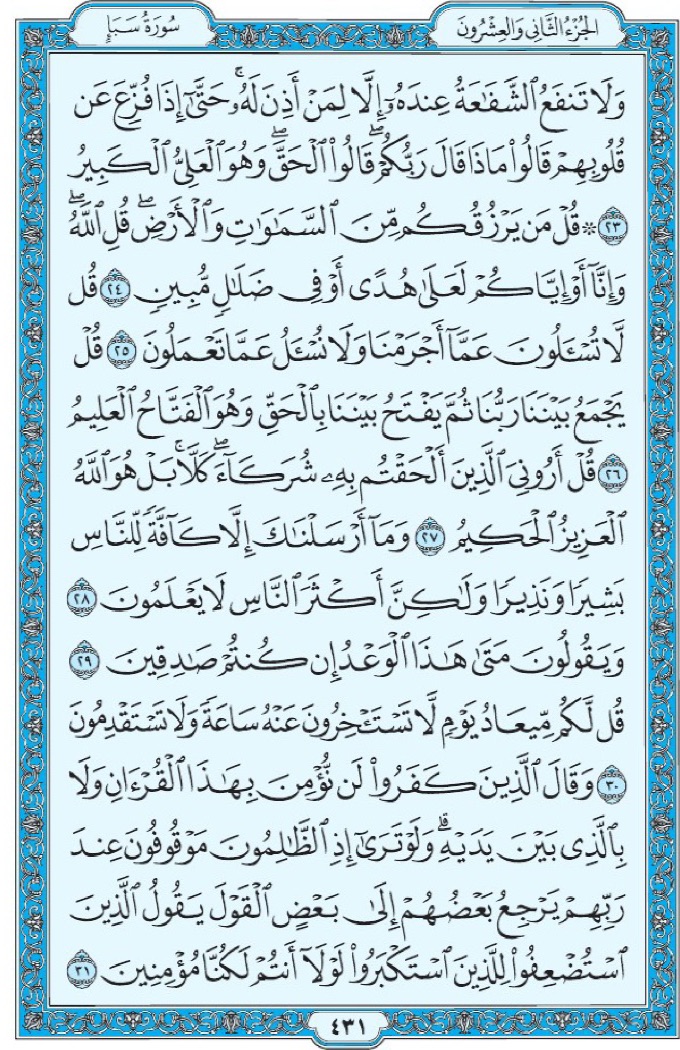 الجُزْءُ الثَّانِي وَالعِشْرُونَ
سُورَةُ سَبَإٍ
وَلَا تَنفَعُ ٱلشَّفَٰعَةُ عِندَهُۥٓ إِلَّا لِمَنۡ أَذِنَ لَهُۥۚ حَتَّىٰٓ إِذَا فُزِّعَ عَن
قُلُوبِهِمۡ قَالُواْ مَاذَا قَالَ رَبُّكُمۡۖ قَالُواْ ٱلۡحَقَّۖ وَهُوَ ٱلۡعَلِيُّ ٱلۡكَبِيرُ
٢٣ ۞ قُلۡ مَن يَرۡزُقُكُم مِّنَ ٱلسَّمَٰوَٰتِ وَٱلۡأَرۡضِۖ قُلِ ٱللَّهُۖ
وَإِنَّآ أَوۡ إِيَّاكُمۡ لَعَلَىٰ هُدًى أَوۡ فِي ضَلَٰلٖ مُّبِينٖ ٢٤ قُل
لَّا تُسۡـَٔلُونَ عَمَّآ أَجۡرَمۡنَا وَلَا نُسۡـَٔلُ عَمَّا تَعۡمَلُونَ ٢٥ قُلۡ
يَجۡمَعُ بَيۡنَنَا رَبُّنَا ثُمَّ يَفۡتَحُ بَيۡنَنَا بِٱلۡحَقِّ وَهُوَ ٱلۡفَتَّاحُ ٱلۡعَلِيمُ
٢٦ قُلۡ أَرُونِيَ ٱلَّذِينَ أَلۡحَقۡتُم بِهِۦ شُرَكَآءَۖ كَلَّاۚ بَلۡ هُوَ ٱللَّهُ
ٱلۡعَزِيزُ ٱلۡحَكِيمُ ٢٧ وَمَآ أَرۡسَلۡنَٰكَ إِلَّا كَآفَّةٗ لِّلنَّاسِ
بَشِيرٗا وَنَذِيرٗا وَلَٰكِنَّ أَكۡثَرَ ٱلنَّاسِ لَا يَعۡلَمُونَ ٢٨
وَيَقُولُونَ مَتَىٰ هَٰذَا ٱلۡوَعۡدُ إِن كُنتُمۡ صَٰدِقِينَ ٢٩
قُل لَّكُم مِّيعَادُ يَوۡمٖ لَّا تَسۡتَـٔۡخِرُونَ عَنۡهُ سَاعَةٗ وَلَا تَسۡتَقۡدِمُونَ
٣٠ وَقَالَ ٱلَّذِينَ كَفَرُواْ لَن نُّؤۡمِنَ بِهَٰذَا ٱلۡقُرۡءَانِ وَلَا
بِٱلَّذِي بَيۡنَ يَدَيۡهِۗ وَلَوۡ تَرَىٰٓ إِذِ ٱلظَّٰلِمُونَ مَوۡقُوفُونَ عِندَ
رَبِّهِمۡ يَرۡجِعُ بَعۡضُهُمۡ إِلَىٰ بَعۡضٍ ٱلۡقَوۡلَ يَقُولُ ٱلَّذِينَ
ٱسۡتُضۡعِفُواْ لِلَّذِينَ ٱسۡتَكۡبَرُواْ لَوۡلَآ أَنتُمۡ لَكُنَّا مُؤۡمِنِينَ ٣١
٤٣١